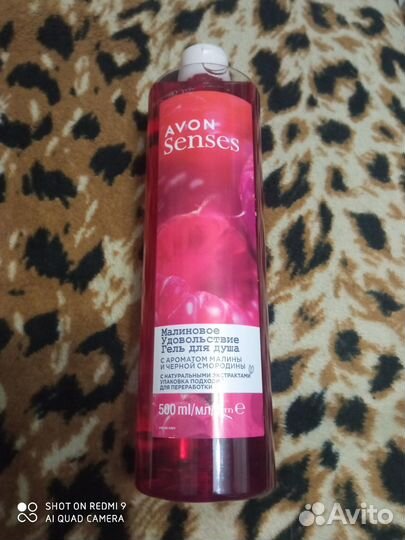 AVON
Senses
Малиновое
Удовольствие
Гель для душа
С АРОМАТОМ МАЛИНЫ
И ЧЕРНОЙ СМОРОДИНЫ
С НАТУРАЛЬНЫМИ ЭКСТРАКТАМИ
УПАКОВКА ПОДХОДИ
ДЛЯ ПЕРЕРАБОТКИ
500 ml/мл/ e
SHOT ON REDMI 9
AI QUAD CAMERA
Avito